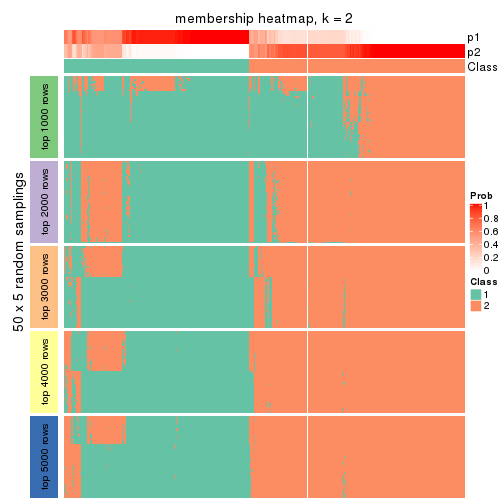 membership heatmap, k = 2
p1
p2
Class
50 x 5 random samplings
top 1000 rows
top 2000 rows
top 3000 rows
top 4000 rows
top 5000 rows
Prob
1
0.8
0.6
0.4
0.2
0
Class
1
2